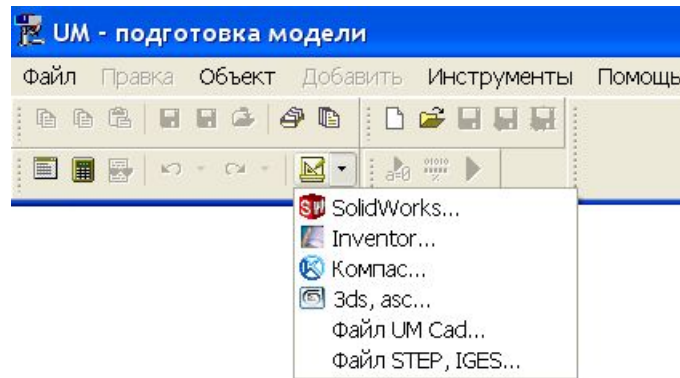 UM - подготовка модели
Файл Правка Объект Добавить Инструменты Помощь
a=0
SolidWorks...
Inventor...
Компас...
3ds, asc...
Файл UM Cad...
Файл STEP, IGES...